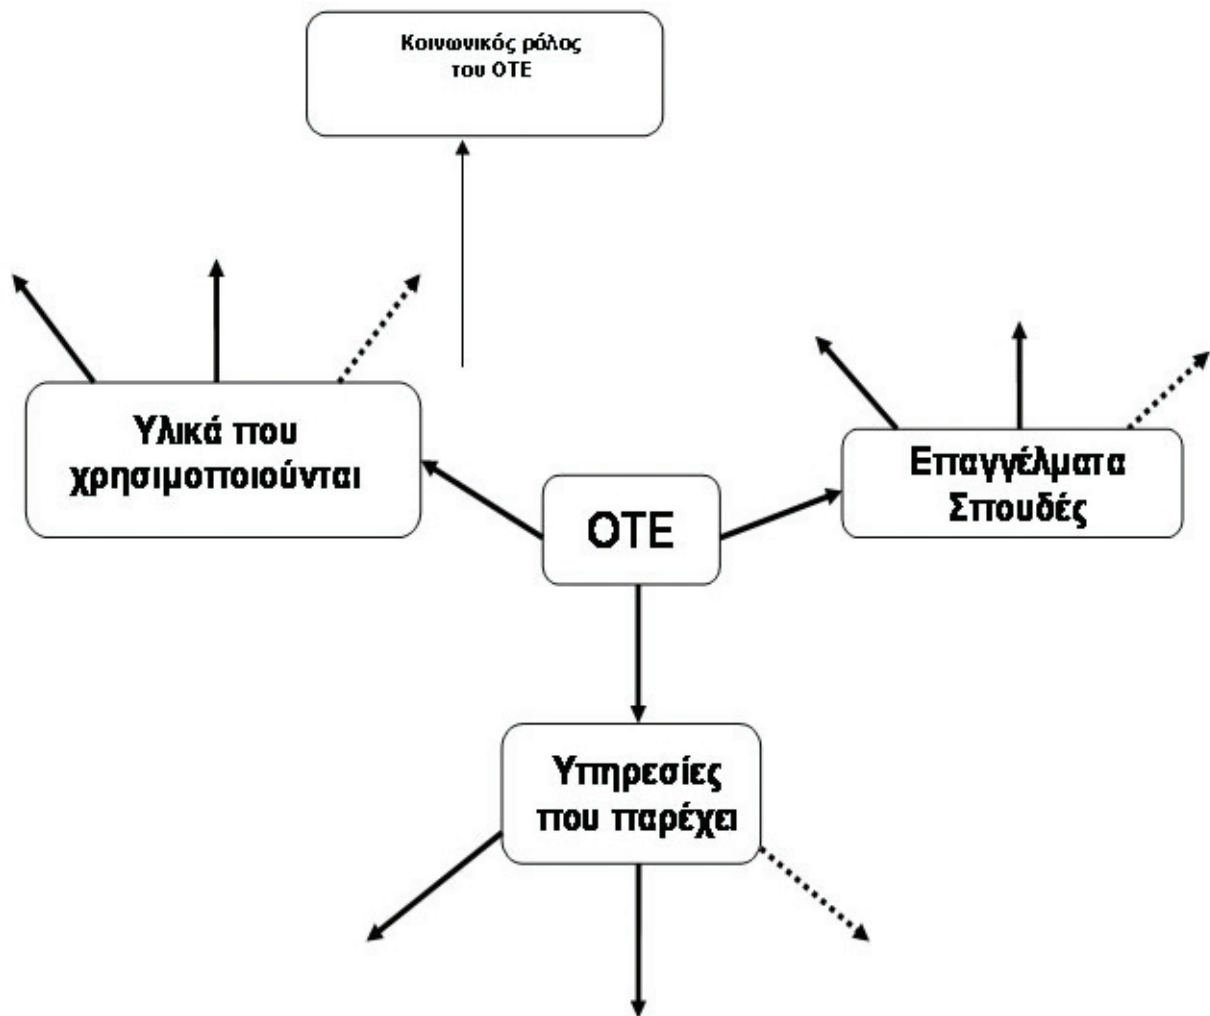 Κοινωνικός ρόλος
του ΟΤΕ
Υλικά που
χρησιμοποιούνται
Επαγγέλματα
Σπουδές
ΟΤΕ
Υπηρεσίες
που παρέχει